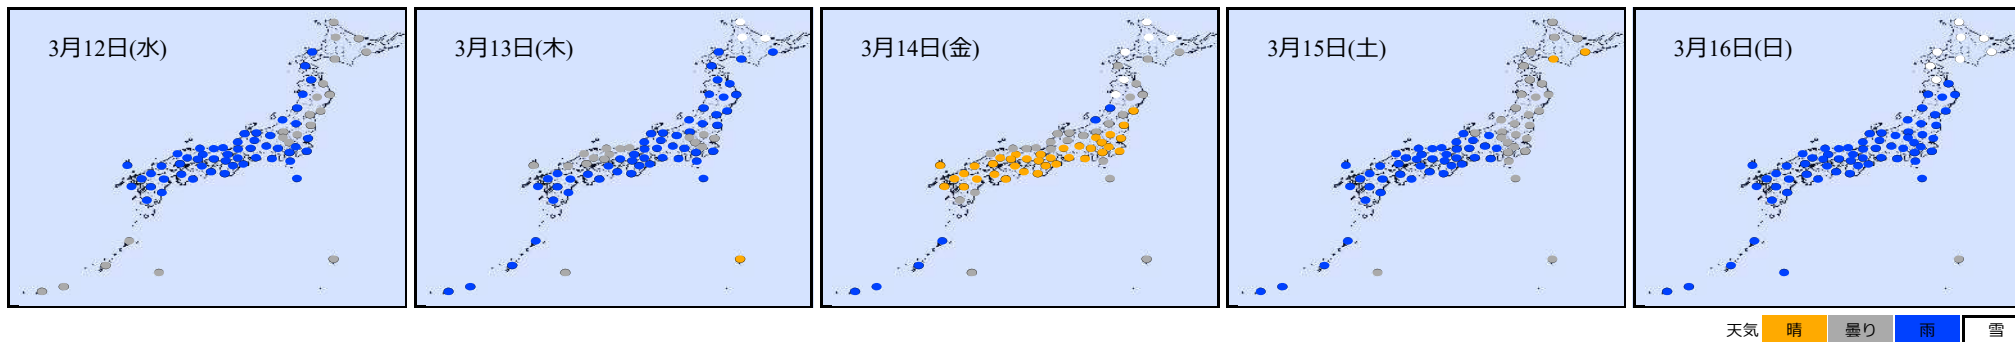 3月12日(水)
3月13日(木)
3月14日(金)
3月15日(土)
3月16日(日)
天気 晴 曇り 雨 雪